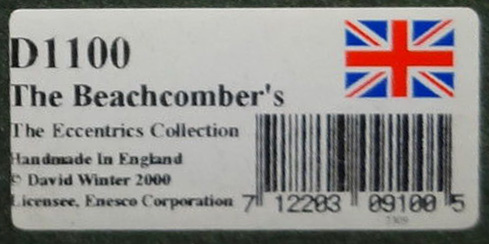 D1100
The Beachcomber's
The Eccentrics Collection
Handmade In England
© David Winter 2000
Licensee, Enesco Corporation
7 12203 09100 5